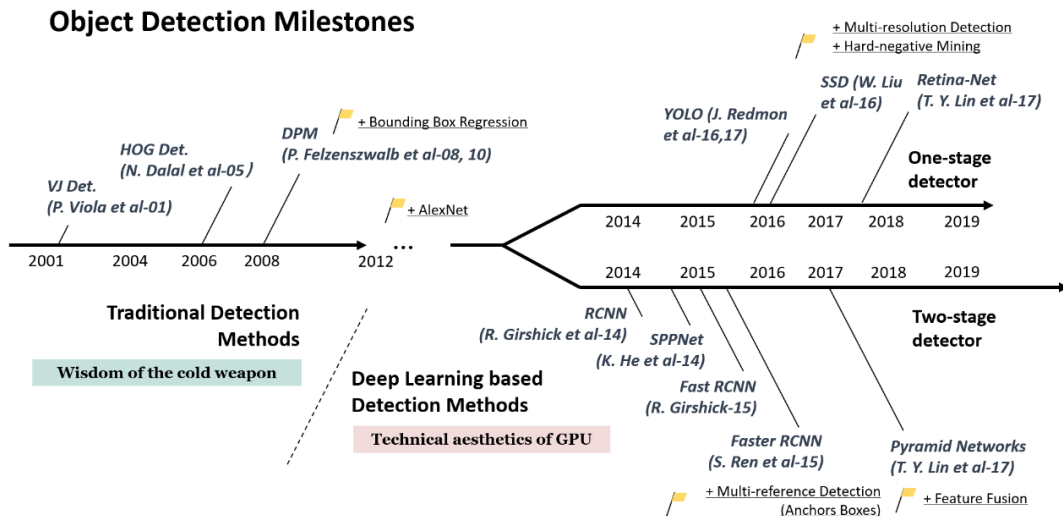 Object Detection Milestones
+ Multi-resolution Detection
+ Hard-negative Mining
SSD (W. Liu
et al-16)
Retina-Net
(T. Y. Lin et al-17)
YOLO (J. Redmon
et al-16,17)
+ Bounding Box Regression
DPM
(P. Felzenszwalb et al-08, 10)
HOG Det.
(N. Dalal et al-05)
VJ Det.
(P. Viola et al-01)
+ AlexNet
One-stage
detector
2014 2015 2016 2017 2018 2019
...
2001 2004 2006 2008 2012
2014 2015 2016 2017 2018 2019
Traditional Detection
Methods
Wisdom of the cold weapon
Deep Learning based
Detection Methods
Technical aesthetics of GPU
RCNN
(R. Girshick et al-14)
SPPNet
(K. He et al-14)
Fast RCNN
(R. Girshick-15)
Faster RCNN
(S. Ren et al-15)
+ Multi-reference Detection
(Anchors Boxes)
Two-stage
detector
Pyramid Networks
(T. Y. Lin et al-17)
+ Feature Fusion